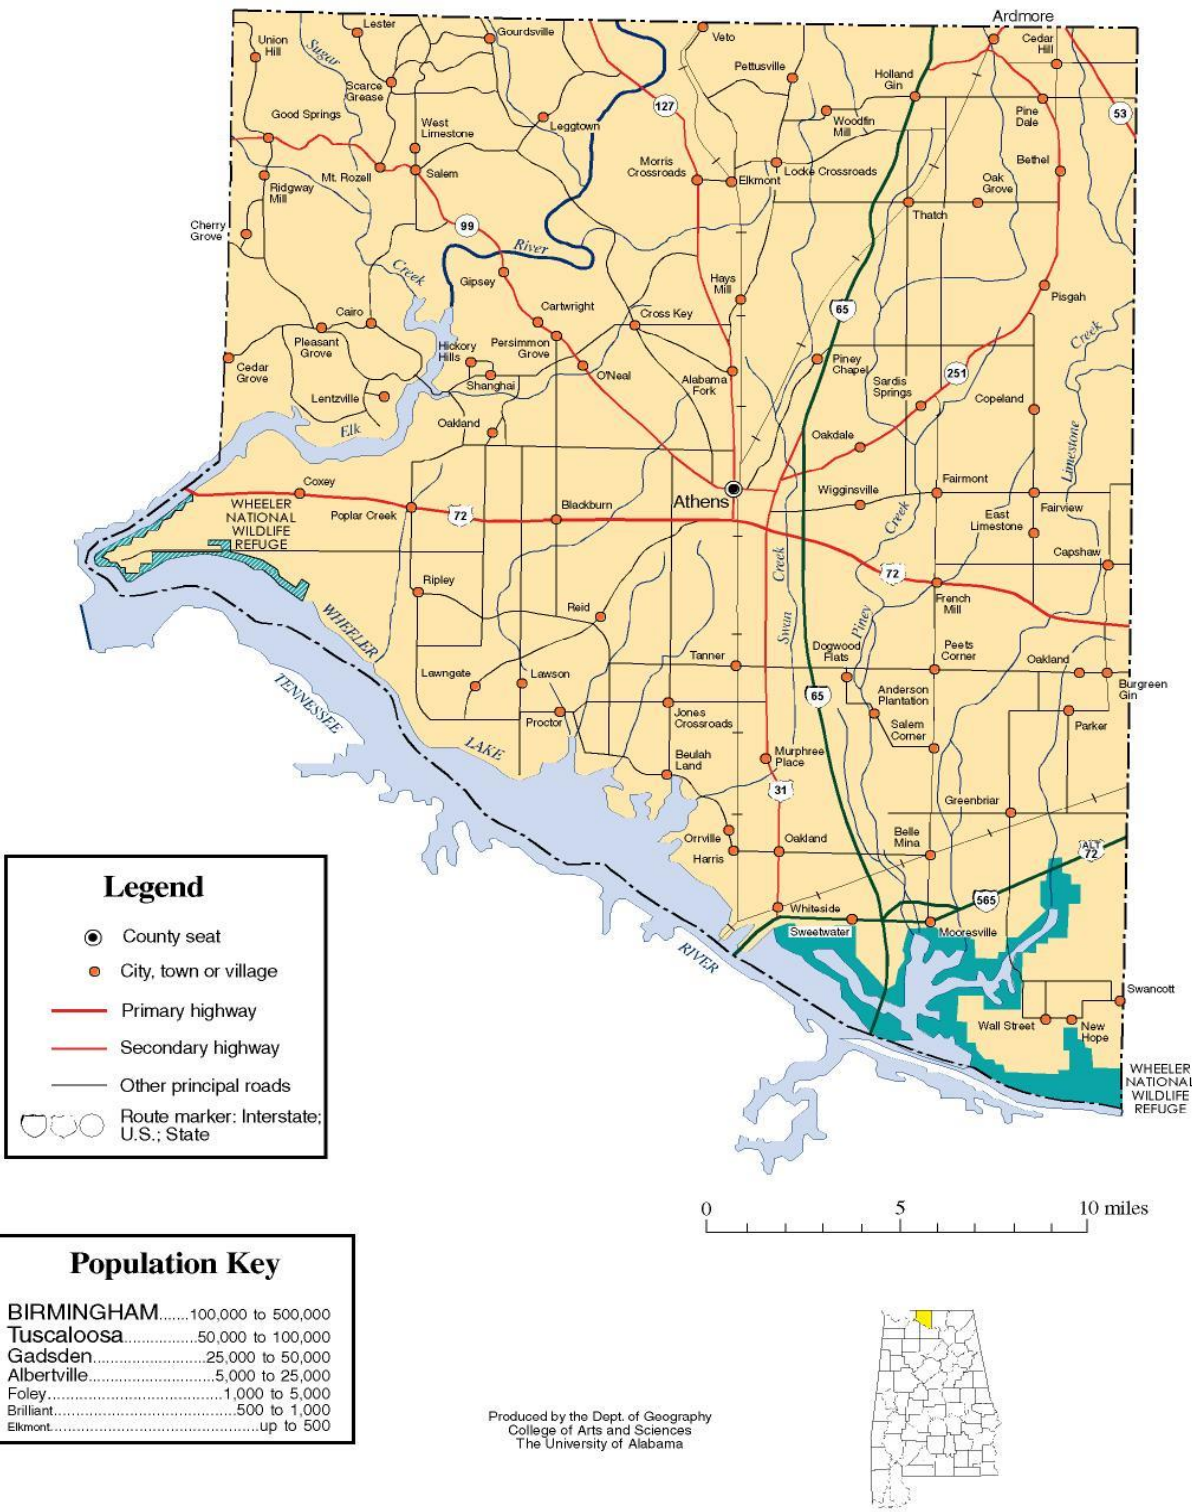 Ardmore
Lester
Gourdsville
Veto
Union
Hill
Cedar
Hill
Sugar
Pettusville
Holland
Gin
Scarce
Grease
127
Pine
Dale
53
Good Springs
West
Limestone
Leggtown
Woodfin
Mill
Morris
Crossroads
Elkmont
Locke Crossroads
Bethel
Mt. Rozell
Salem
Oak
Grove
Ridgway
Mill
Thatch
Cherry
Grove
99
River
Creek
Gipsey
Hays
Mill
Pisgah
Cartwright
Cairo
Cross Key
65
Creek
Pleasant
Grove
Hickory
Hills
Persimmon
Grove
Piney
Chapel
Cedar
Grove
Shanghai
O'Neal
Alabama
Fork
Sardis
Springs
251
Lentzville
Copeland
Elk
Oakland
Oakdale
Limestone
Coxey
Athens
Wigginsville
Fairmont
WHEELER
NATIONAL
WILDLIFE
REFUGE
Poplar Creek
72
Blackburn
Creek
East
Limestone
Fairview
Capshaw
Creek
72
Ripley
French
Mill
Reid
WHEELER
Swan
Piney
Tanner
Dogwood
Flats
Peets
Corner
Oakland
Lawngate
Lawson
Burgreen
Gin
TENNESSEE
65
Anderson
Plantation
Proctor
Jones
Crossroads
Salem
Corner
Parker
LAKE
Beulah
Land
Murphree
Place
31
Greenbriar
Orrville
Harris
Oakland
Belle
Mina
ALT
72
565
Whiteside
Sweetwater
Mooresville
RIVER
Swancott
Wall Street
New
Hope
WHEELER
NATIONAL
WILDLIFE
REFUGE
Legend
County seat
City, town or village
Primary highway
Secondary highway
Other principal roads
Route marker: Interstate;
U.S.; State
0 5 10 miles
Population Key
BIRMINGHAM.......100,000 to 500,000
Tuscaloosa.................50,000 to 100,000
Gadsden..........................25,000 to 50,000
Albertville.............................5,000 to 25,000
Foley........................................1,000 to 5,000
Brilliant..........................................500 to 1,000
Elkmont................................................up to 500
Produced by the Dept. of Geography
College of Arts and Sciences
The University of Alabama